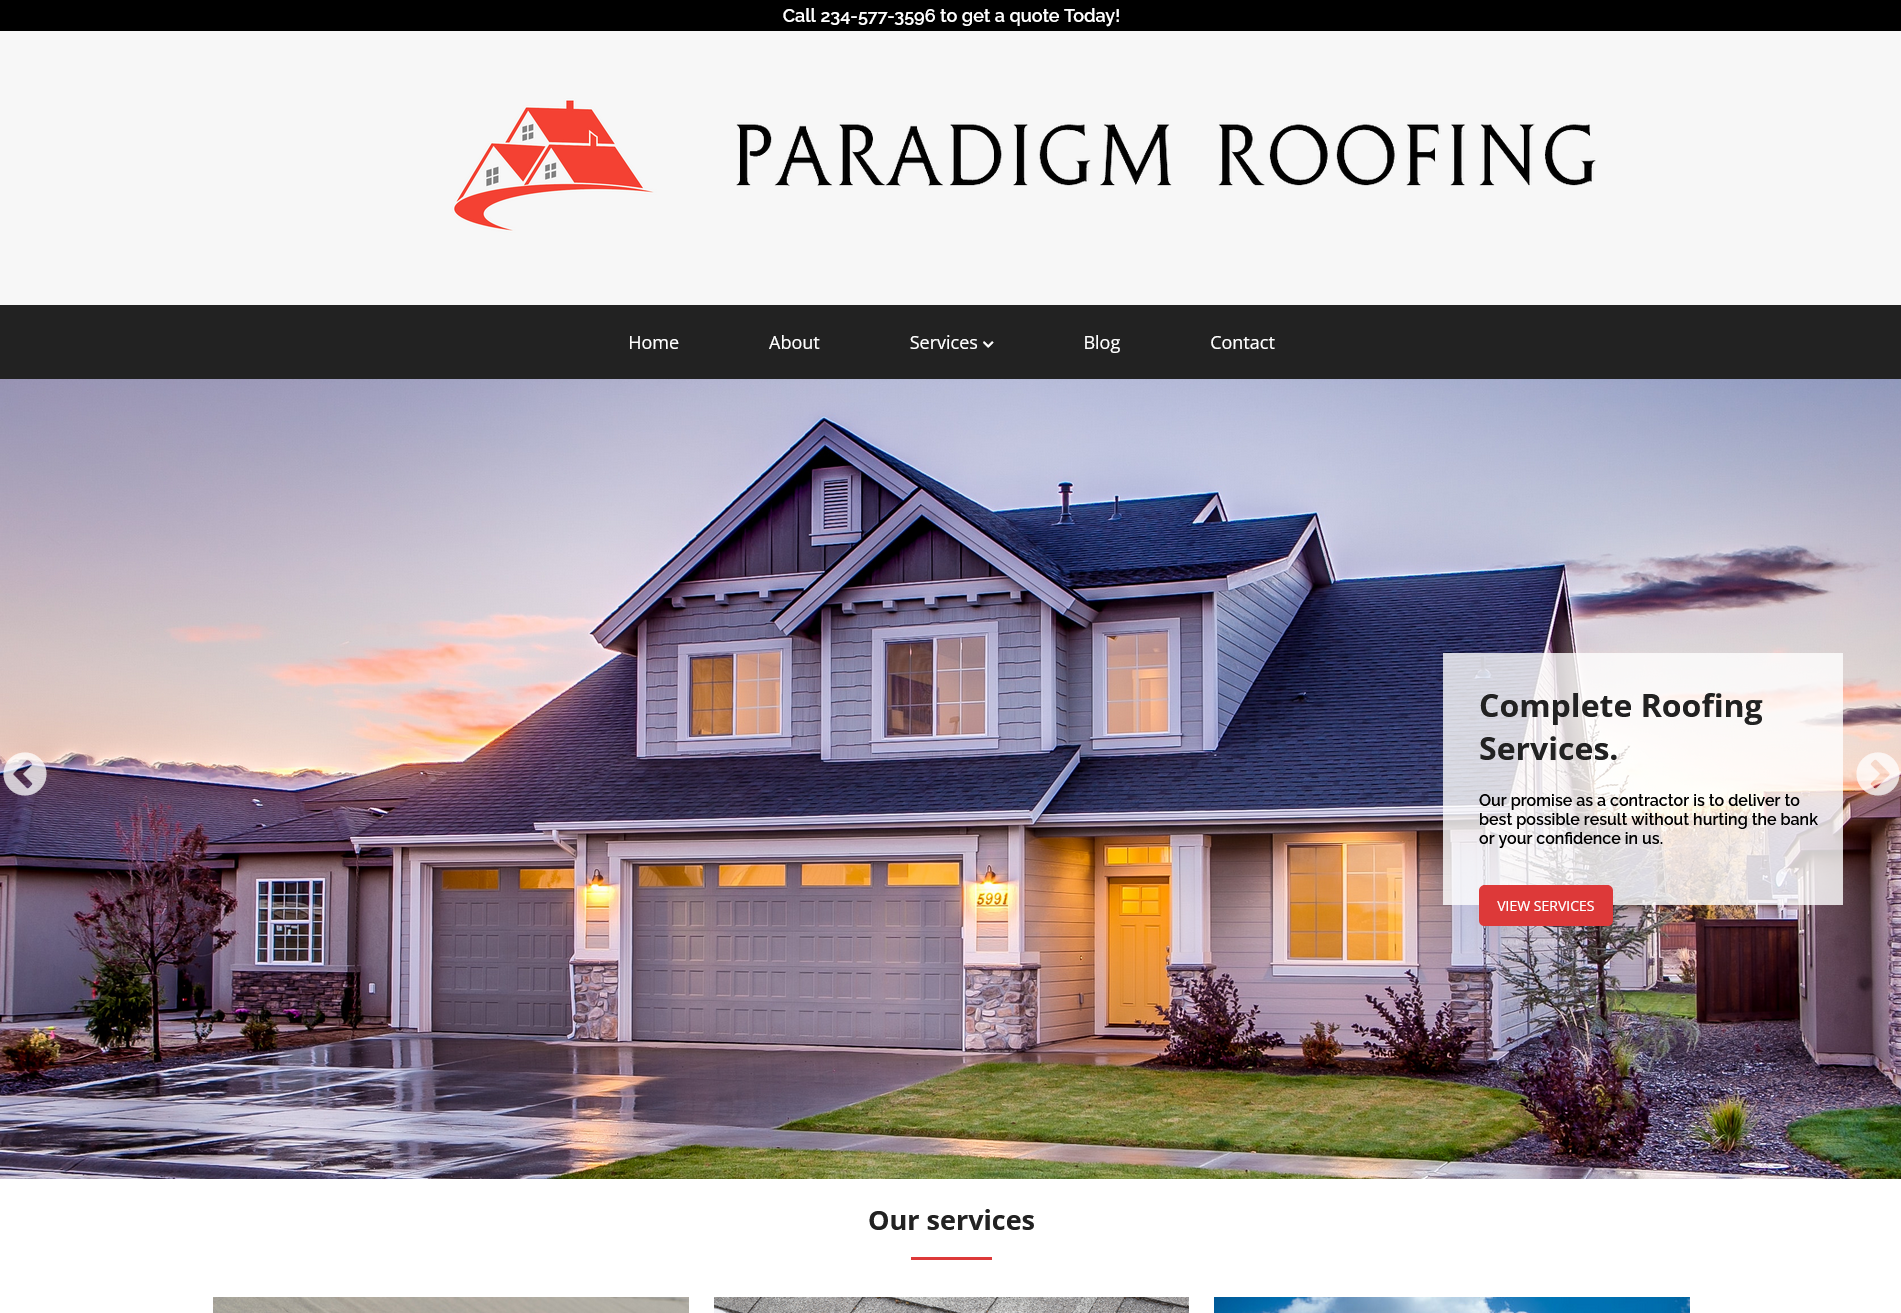 Call 234-577-3596 to get a quote Today!
PARADIGM ROOFING
Home About Services Blog Contact
5991
Complete Roofing
Services.
Our promise as a contractor is to deliver to
best possible result without hurting the bank
or your confidence in us.
VIEW SERVICES
Our services